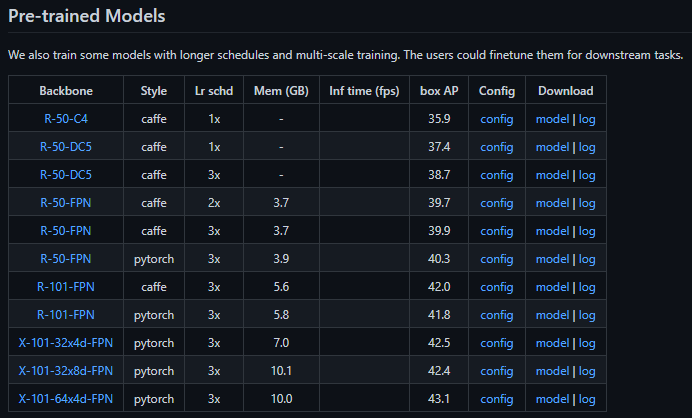 Pre-trained Models
We also train some models with longer schedules and multi-scale training. The users could finetune them for downstream tasks.
Backbone Style Lr schd Mem (GB) Inf time (fps) box AP Config Download
R-50-C4 caffe 1x - 35.9 config model | log
R-50-DC5 caffe 1x - 37.4 config model | log
R-50-DC5 caffe 3x - 38.7 config model | log
R-50-FPN caffe 2x 3.7 39.7 config model | log
R-50-FPN caffe 3x 3.7 39.9 config model | log
R-50-FPN pytorch 3x 3.9 40.3 config model | log
R-101-FPN caffe 3x 5.6 42.0 config model | log
R-101-FPN pytorch 3x 5.8 41.8 config model | log
X-101-32x4d-FPN pytorch 3x 7.0 42.5 config model | log
X-101-32x8d-FPN pytorch 3x 10.1 42.4 config model | log
X-101-64x4d-FPN pytorch 3x 10.0 43.1 config model | log